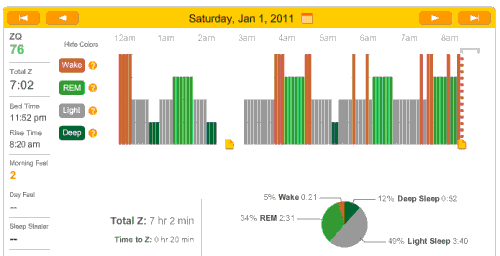 Saturday, Jan 1, 2011
ZQ
76
Total Z
7:02
Bed Time
11:52 pm
Rise Time
8:20 am
Morning Feel
2
Day Feel
--
Sleep Stealer
--
Hide Colors
Wake ?
REM ?
Light ?
Deep ?
12am 1am 2am 3am 4am 5am 6am 7am 8am
Total Z: 7 hr 2 min
Time to Z: 0 hr 20 min
5% Wake 0:21
12% Deep Sleep 0:52
34% REM 2:31
49% Light Sleep 3:40